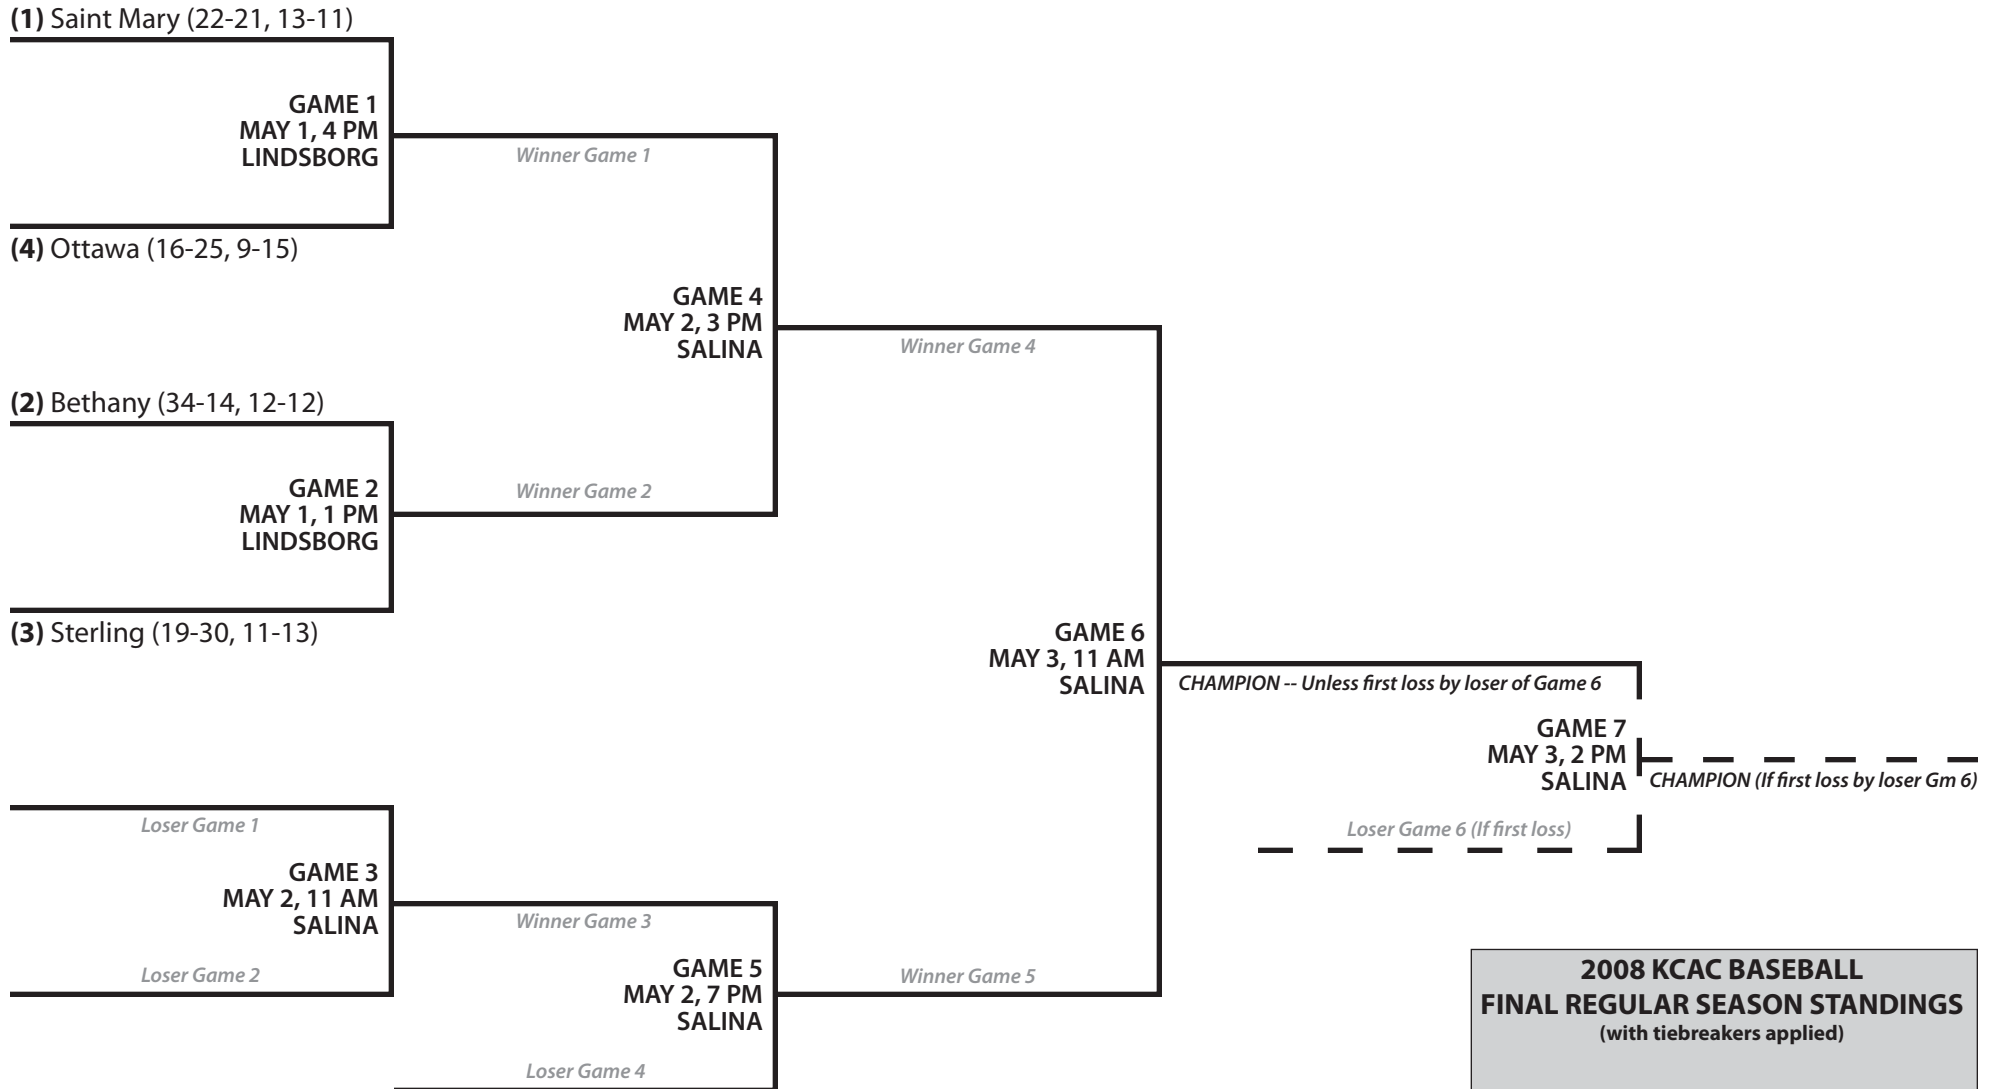 (1) Saint Mary (22-21, 13-11)
GAME 1
MAY 1, 4 PM
LINDSBORG
Winner Game 1
(4) Ottawa (16-25, 9-15)
GAME 4
MAY 2, 3 PM
SALINA
Winner Game 4
(2) Bethany (34-14, 12-12)
GAME 2
MAY 1, 1 PM
LINDSBORG
Winner Game 2
(3) Sterling (19-30, 11-13)
GAME 6
MAY 3, 11 AM
SALINA
CHAMPION -- Unless first loss by loser of Game 6
GAME 7
MAY 3, 2 PM
SALINA
CHAMPION (If first loss by loser Gm 6)
Loser Game 6 (If first loss)
Loser Game 1
GAME 3
MAY 2, 11 AM
SALINA
Loser Game 2
Winner Game 3
GAME 5
MAY 2, 7 PM
SALINA
Winner Game 5
Loser Game 4
2008 KCAC BASEBALL
FINAL REGULAR SEASON STANDINGS
(with tiebreakers applied)